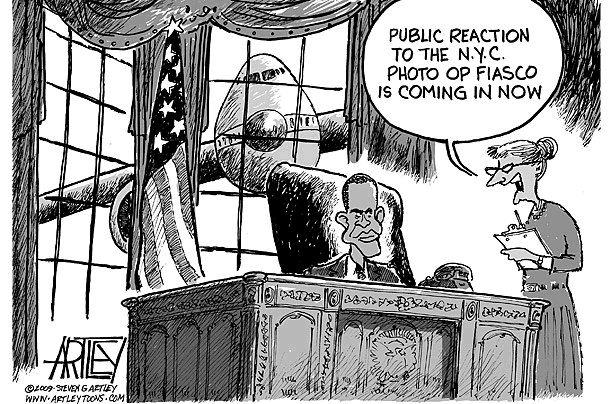 PUBLIC REACTION
TO THE N.Y.C.
PHOTO OP FIASCO
IS COMING IN NOW
ARTLEY
©2009 STEVEN G ARTLEY
WWW.ARTLEYTOONS.COM